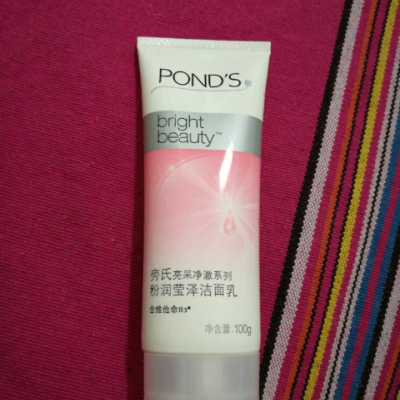 POND'S
bright
beauty™
旁氏亮采净澈系列
粉润莹泽洁面乳
含维他命B3*
净含量:100g